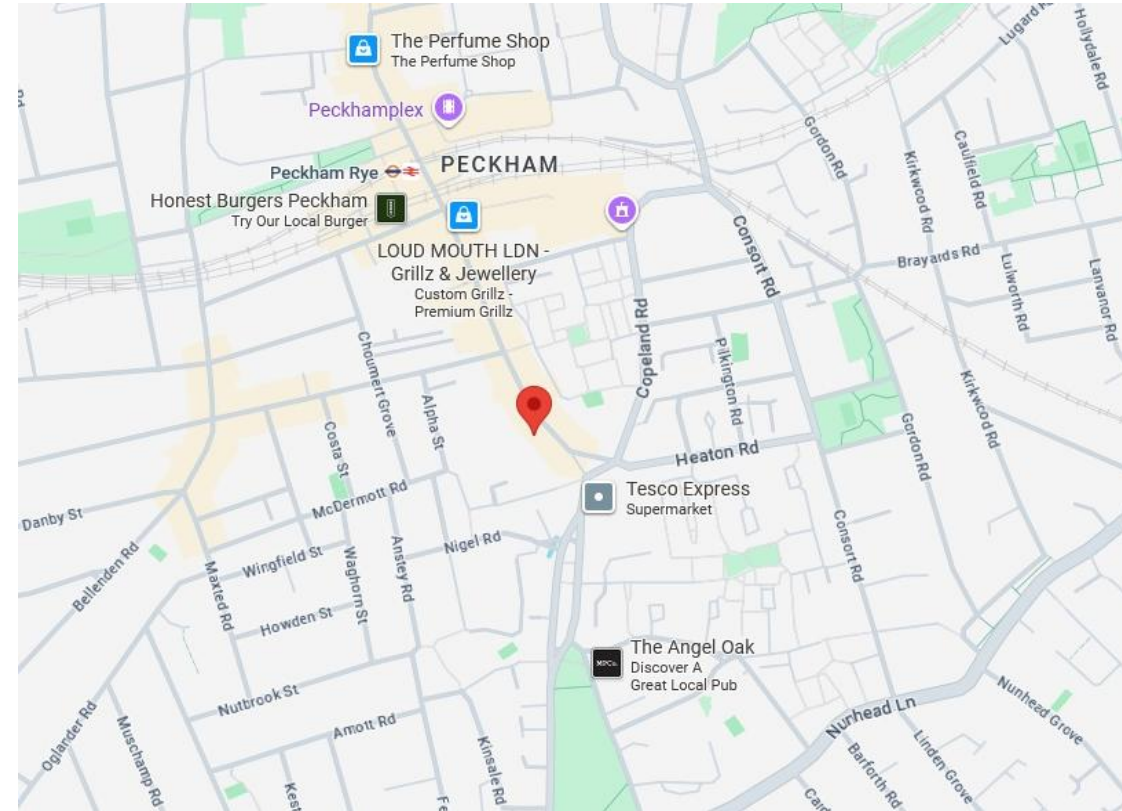 The Perfume Shop
The Perfume Shop
Peckhamplex
Peckham Rye
PECKHAM
Honest Burgers Peckham
Try Our Local Burger
LOUD MOUTH LDN -
Grillz & Jewellery
Custom Grillz -
Premium Grillz
Hollydale Rd
Gordon Rd
Kirkwood Rd
Caulfield Rd
Consort Rd
Brayards Rd
Lulworth Rd
Lanvanor Rd
Copeland Rd
Choumert Grove
Alpha St
Pilkington Rd
Kirkwood Rd
Costa St
Gordon Rd
Heaton Rd
McDermott Rd
Tesco Express
Supermarket
Danby St
Nigel Rd
Consort Rd
Wingfield St
Anstey Rd
Waghorn St
Bellenden Rd
Maxted Rd
Howden St
The Angel Oak
Discover A
Great Local Pub
MPCo.
Nutbrook St
Nunhead Ln
Nunhead Grove
Oglander Rd
Muschamp Rd
Amott Rd
Kinsale Rd
Barforth Rd
Linden Grove